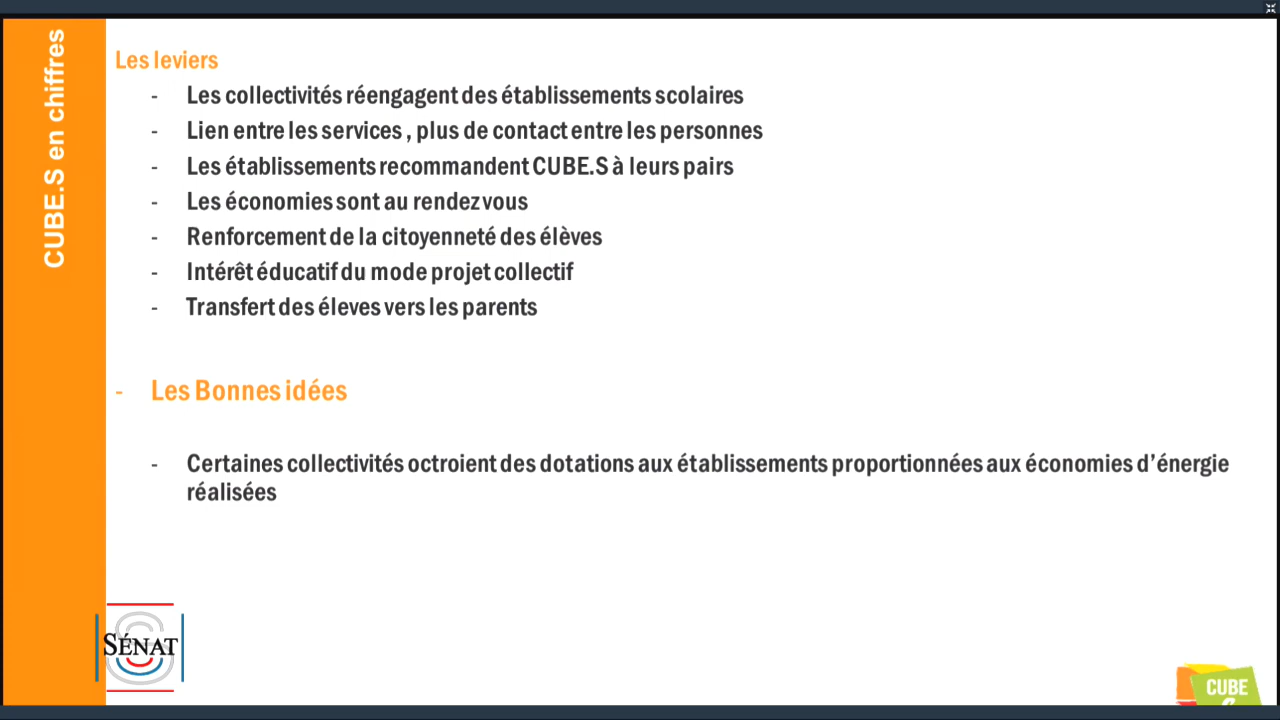 CUBE.S en chiffres
Les leviers
- Les collectivités réengagent des établissements scolaires
- Lien entre les services , plus de contact entre les personnes
- Les établissements recommandent CUBE.S à leurs pairs
- Les économies sont au rendez vous
- Renforcement de la citoyenneté des élèves
- Intérêt éducatif du mode projet collectif
- Transfert des éleves vers les parents
- Les Bonnes idées
- Certaines collectivités octroient des dotations aux établissements proportionnées aux économies d’énergie
réalisées
SÉNAT
CUBE